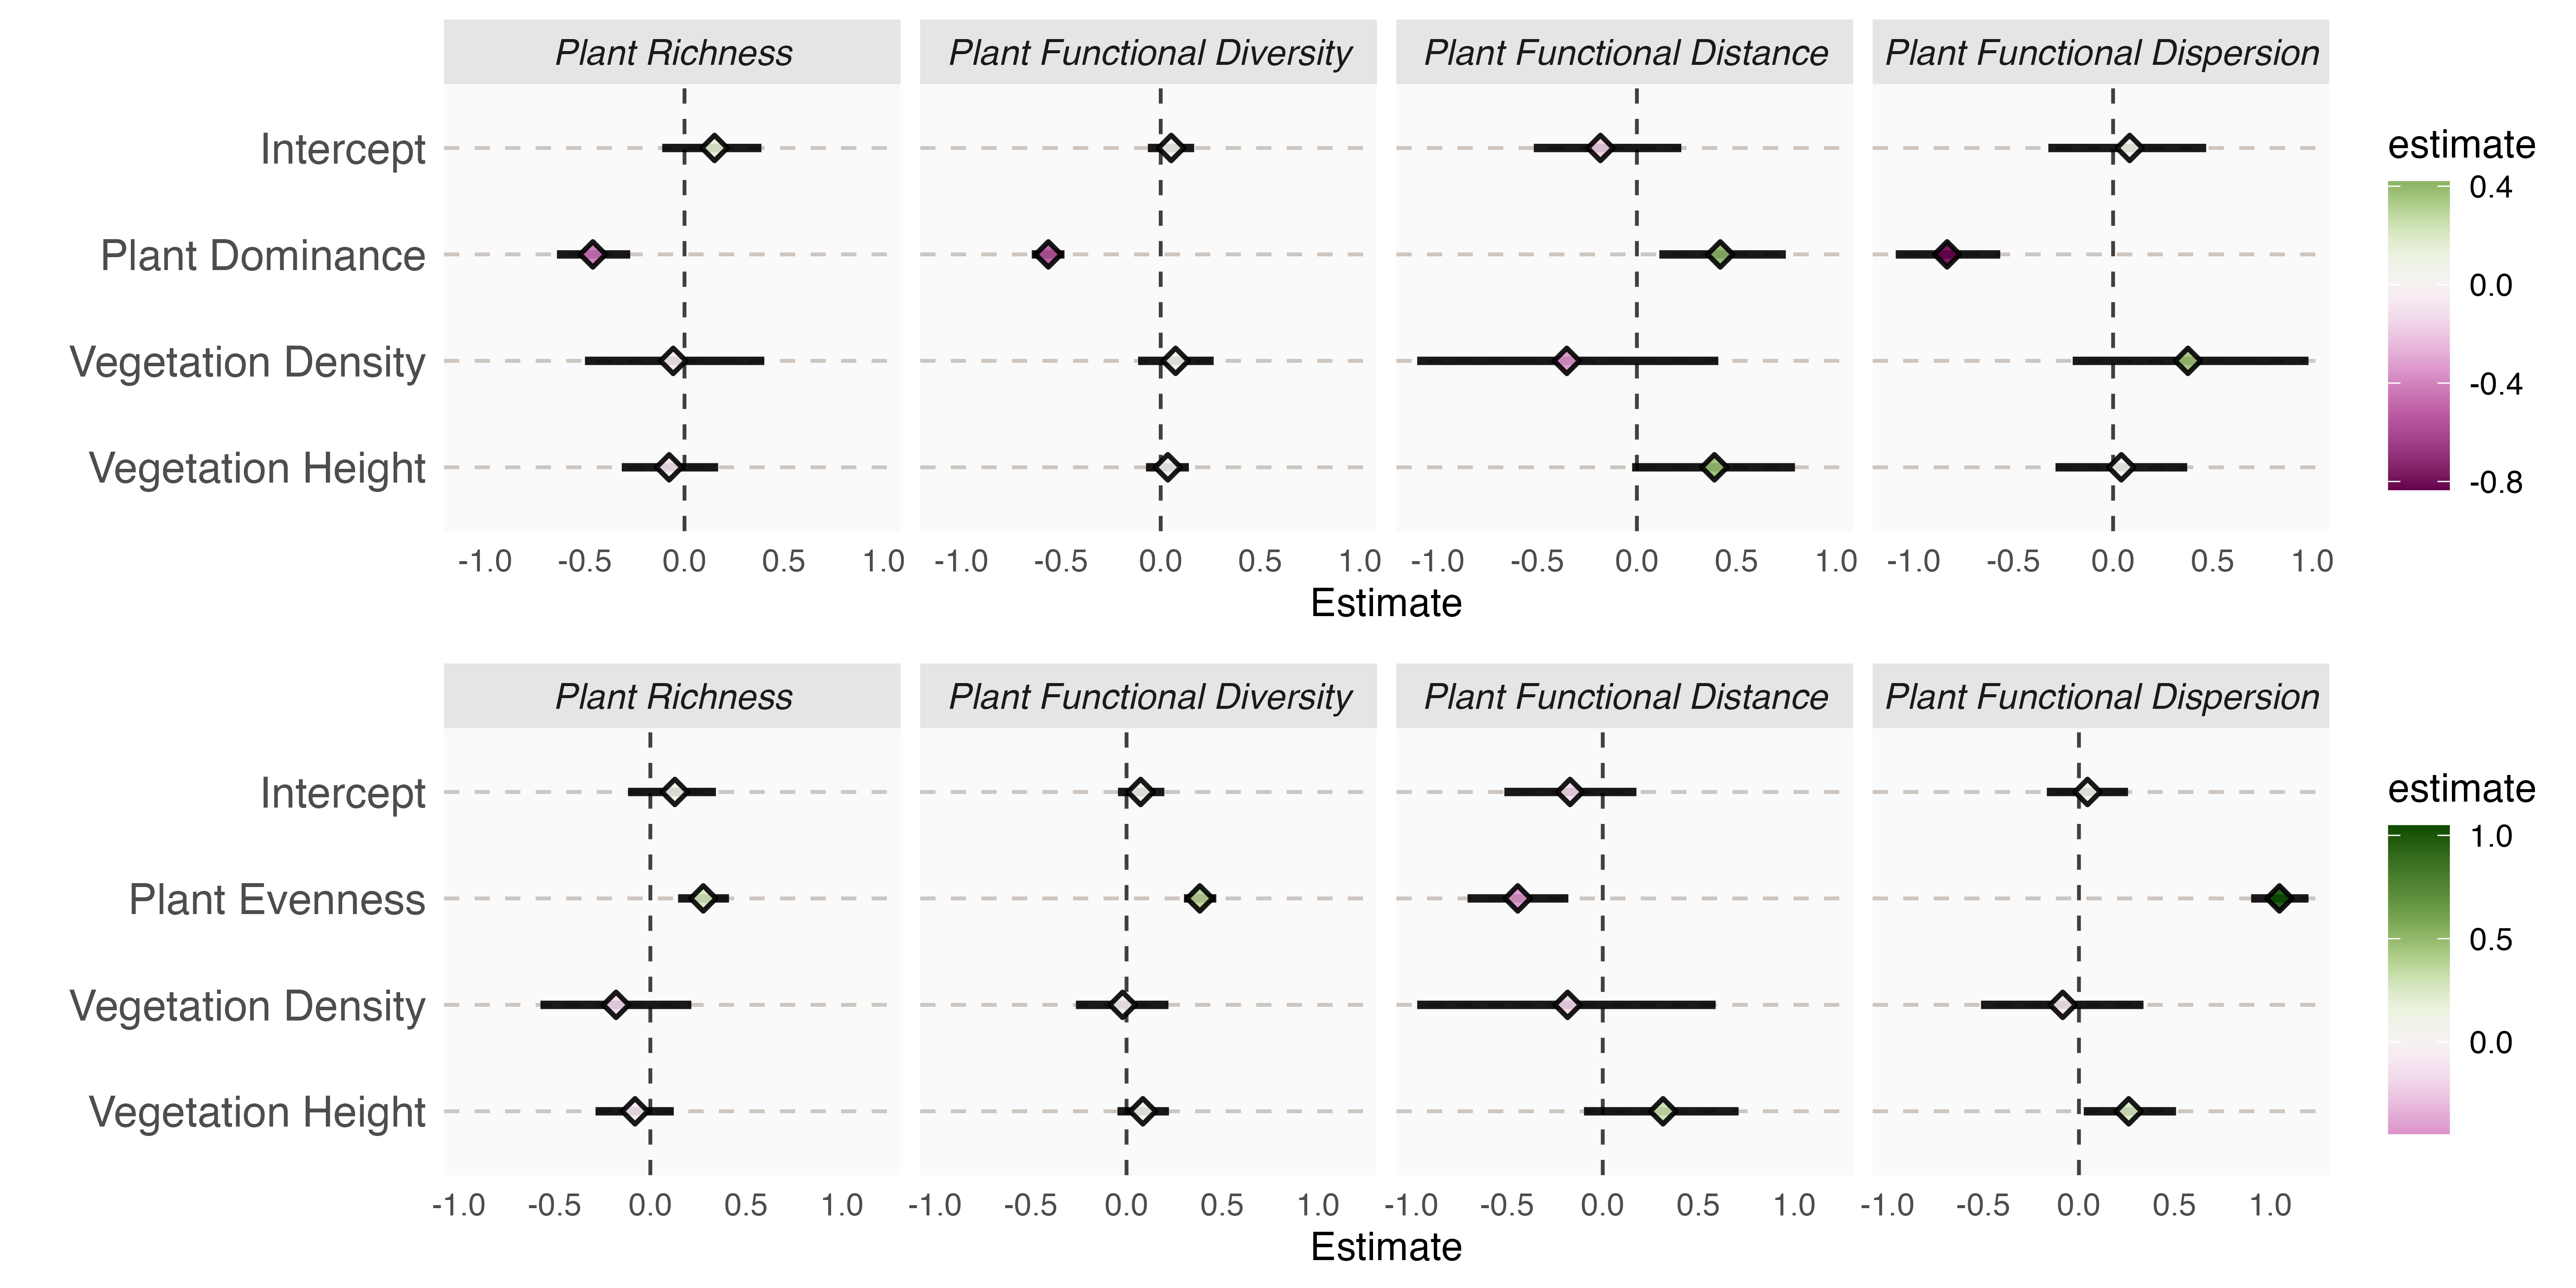 Plant Richness Plant Functional Diversity Plant Functional Distance Plant Functional Dispersion
Intercept
Plant Dominance
Vegetation Density
Vegetation Height
-1.0 -0.5 0.0 0.5 1.0 -1.0 -0.5 0.0 0.5 1.0 -1.0 -0.5 0.0 0.5 1.0 -1.0 -0.5 0.0 0.5 1.0
Estimate
estimate
0.4
0.0
-0.4
-0.8
Plant Richness Plant Functional Diversity Plant Functional Distance Plant Functional Dispersion
Intercept
Plant Evenness
Vegetation Density
Vegetation Height
-1.0 -0.5 0.0 0.5 1.0 -1.0 -0.5 0.0 0.5 1.0 -1.0 -0.5 0.0 0.5 1.0 -1.0 -0.5 0.0 0.5 1.0
Estimate
estimate
1.0
0.5
0.0